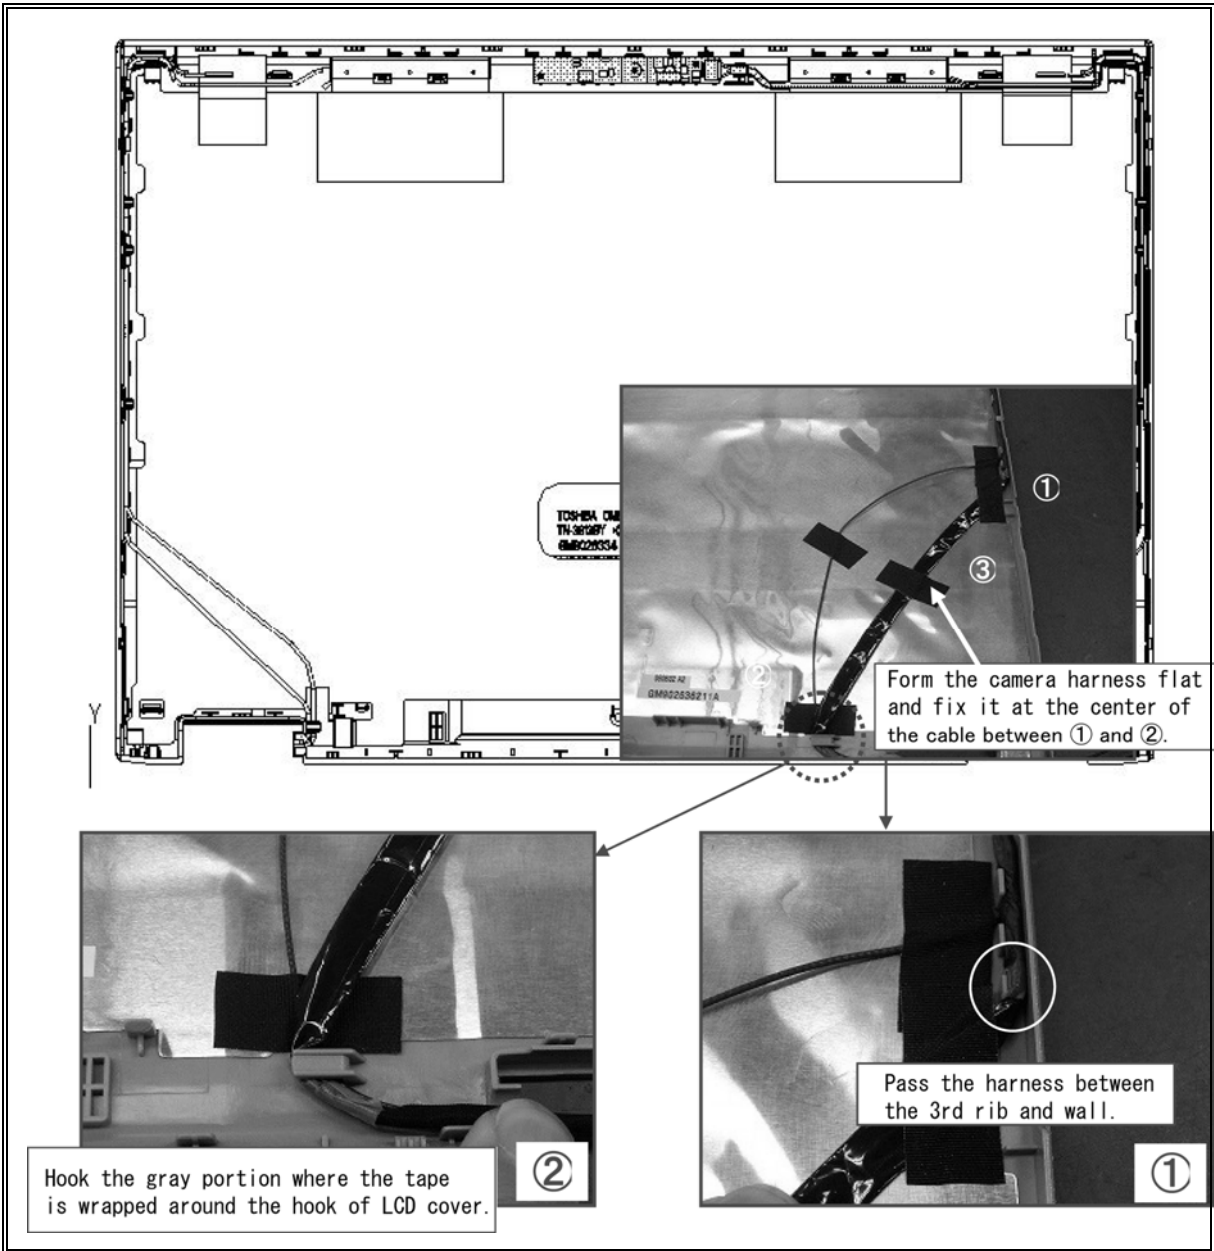 TOSHIBA
①
③
②
Form the camera harness flat
and fix it at the center of
the cable between ① and ②.
Y
Pass the harness between
the 3rd rib and wall.
①
②
Hook the gray portion where the tape
is wrapped around the hook of LCD cover.